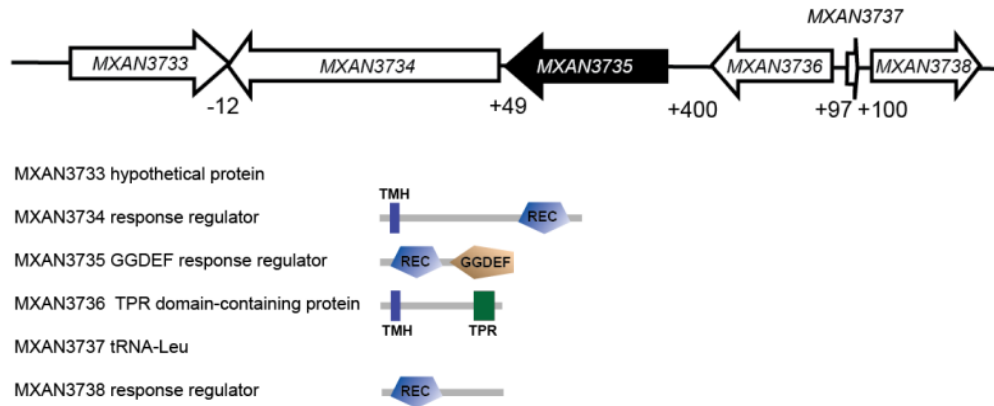 MXAN3737
MXAN3733 MXAN3734 MXAN3735 MXAN3736 MXAN3738
-12 +49 +400 +97 +100
MXAN3733 hypothetical protein
TMH
MXAN3734 response regulator REC
MXAN3735 GGDEF response regulator REC GGDEF
MXAN3736 TPR domain-containing protein
TMH TPR
MXAN3737 tRNA-Leu
MXAN3738 response regulator REC